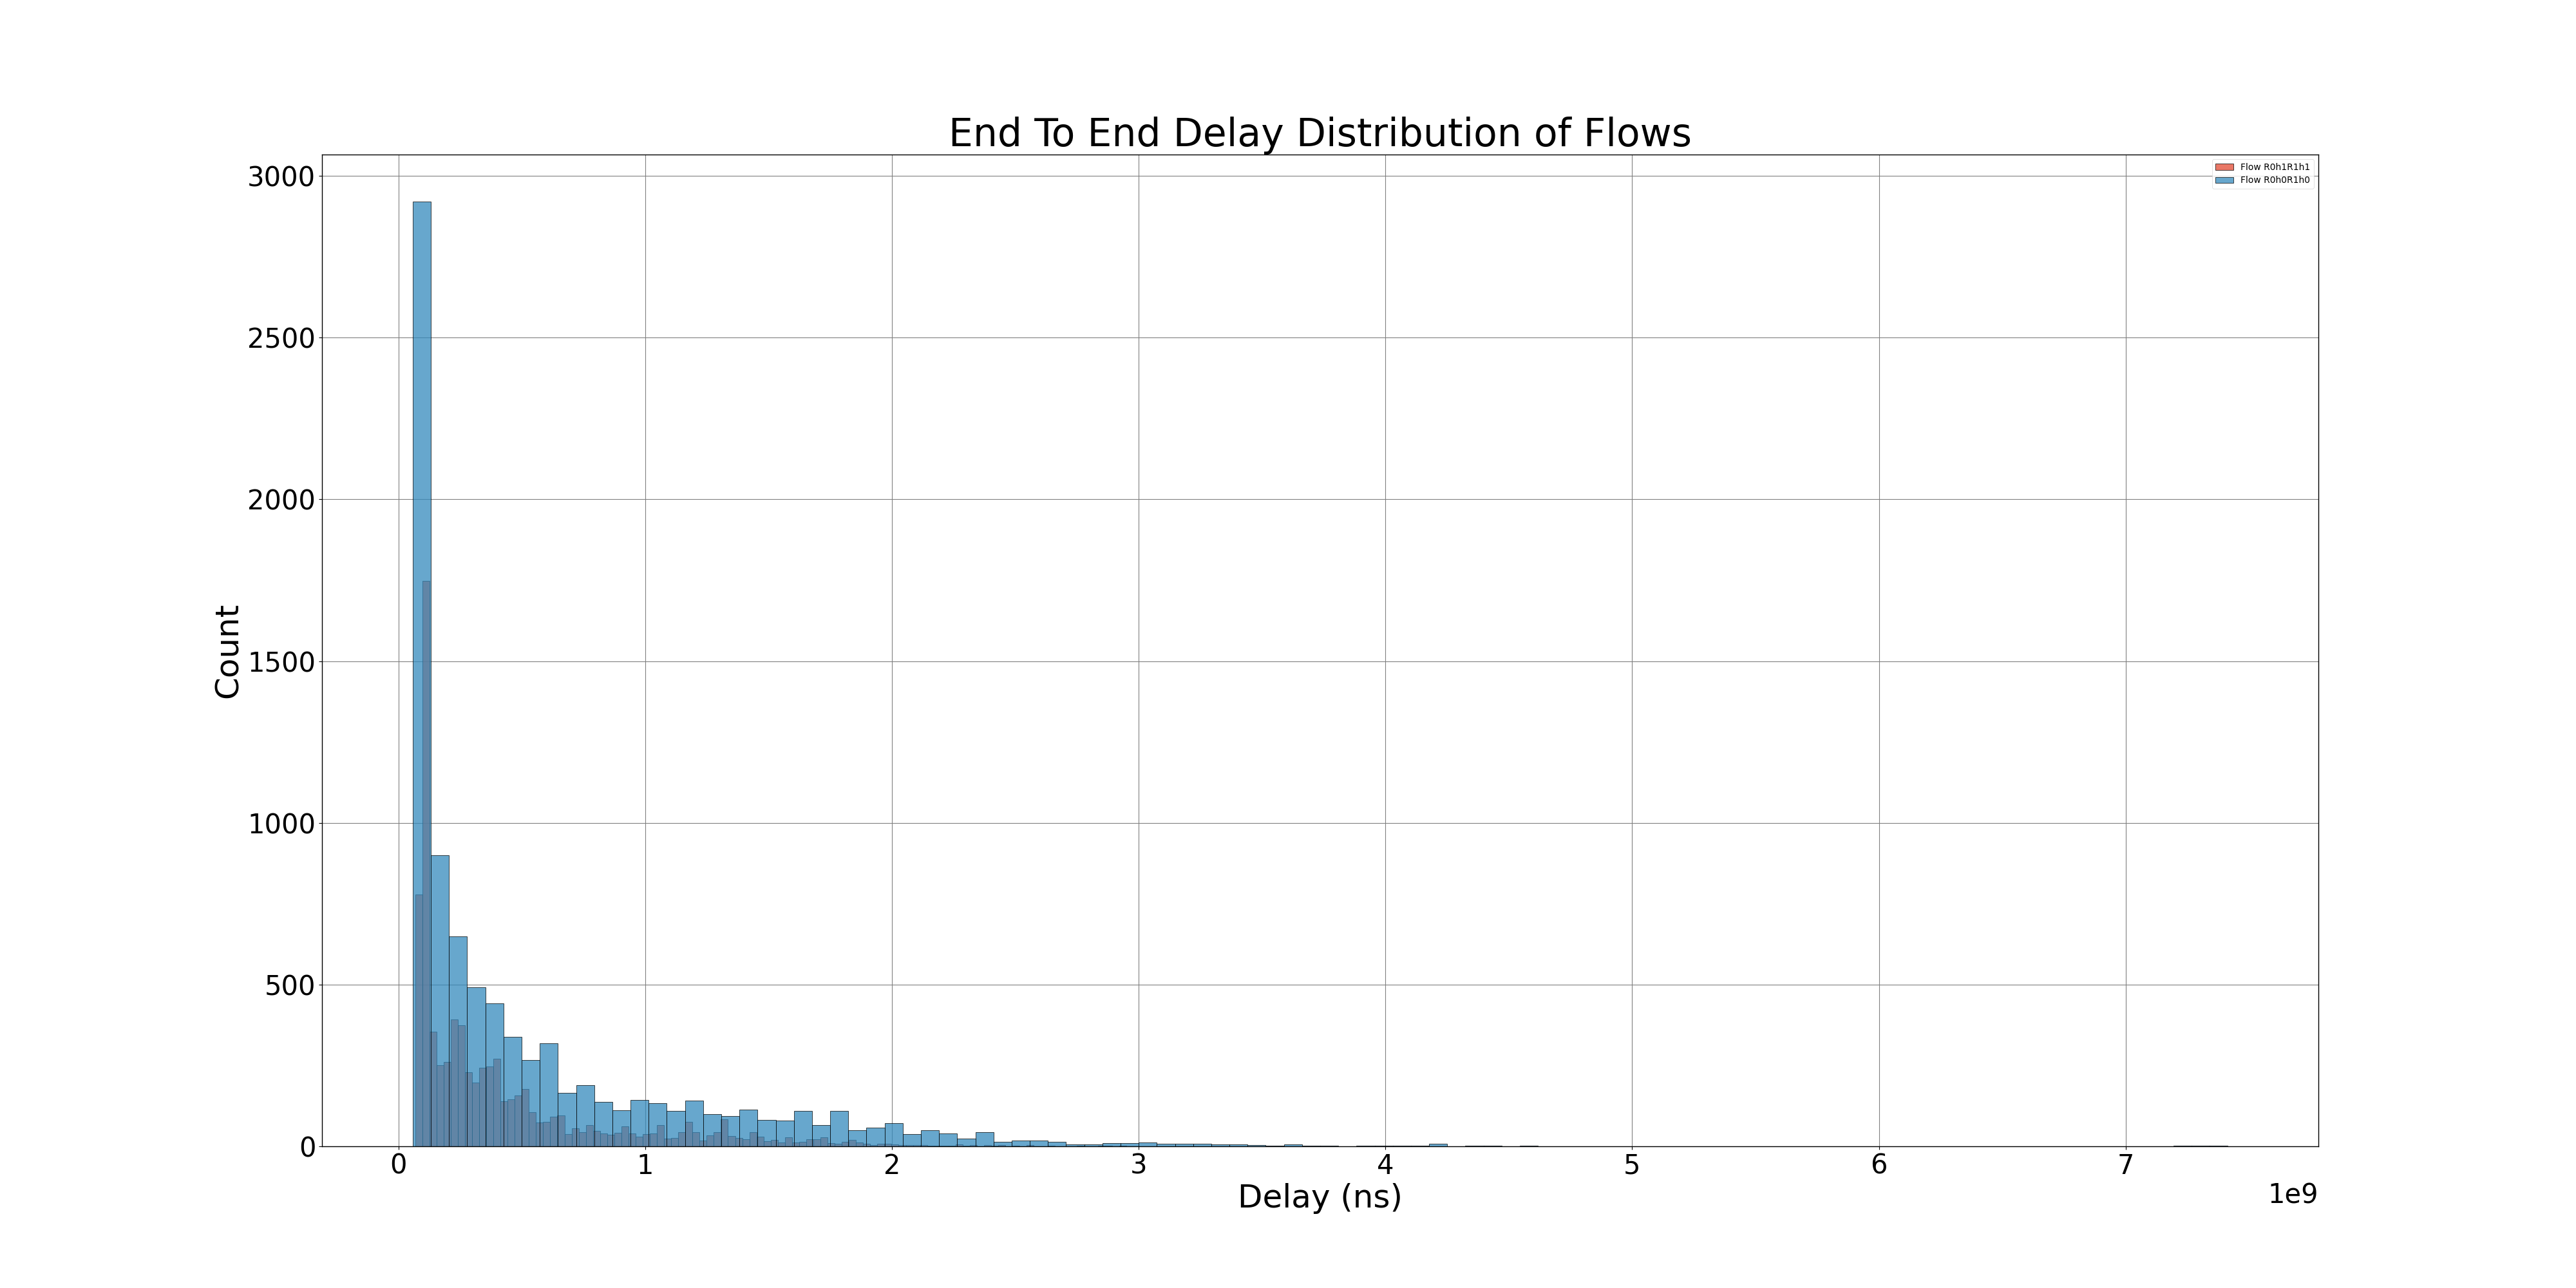 End To End Delay Distribution of Flows
Flow R0h1R1h1
Flow R0h0R1h0
3000
2500
2000
1500
1000
500
0
Count
0 1 2 3 4 5 6 7
1e9
Delay (ns)